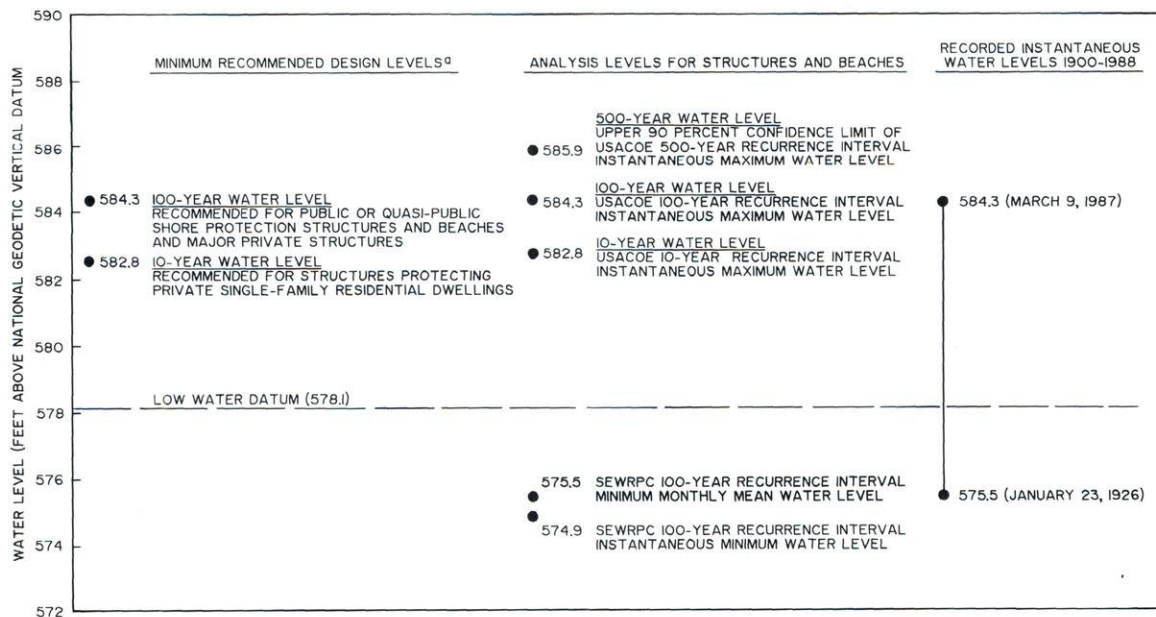 WATER LEVEL (FEET ABOVE NATIONAL GEODETIC VERTICAL DATUM
590
588
586
584
582
580
578
576
574
572
MINIMUM RECOMMENDED DESIGN LEVELSᵃ
584.3 100-YEAR WATER LEVEL
RECOMMENDED FOR PUBLIC OR QUASI-PUBLIC
SHORE PROTECTION STRUCTURES AND BEACHES
AND MAJOR PRIVATE STRUCTURES
582.8 10-YEAR WATER LEVEL
RECOMMENDED FOR STRUCTURES PROTECTING
PRIVATE SINGLE-FAMILY RESIDENTIAL DWELLINGS
LOW WATER DATUM (578.1)
ANALYSIS LEVELS FOR STRUCTURES AND BEACHES
500-YEAR WATER LEVEL
UPPER 90 PERCENT CONFIDENCE LIMIT OF
585.9 USACOE 500-YEAR RECURRENCE INTERVAL
INSTANTANEOUS MAXIMUM WATER LEVEL
100-YEAR WATER LEVEL
584.3 USACOE 100-YEAR RECURRENCE INTERVAL
INSTANTANEOUS MAXIMUM WATER LEVEL
10-YEAR WATER LEVEL
582.8 USACOE 10-YEAR RECURRENCE INTERVAL
INSTANTANEOUS MAXIMUM WATER LEVEL
575.5 SEWRPC 100-YEAR RECURRENCE INTERVAL
MINIMUM MONTHLY MEAN WATER LEVEL
574.9 SEWRPC 100-YEAR RECURRENCE INTERVAL
INSTANTANEOUS MINIMUM WATER LEVEL
RECORDED INSTANTANEOUS
WATER LEVELS 1900-1988
584.3 (MARCH 9, 1987)
575.5 (JANUARY 23, 1926)